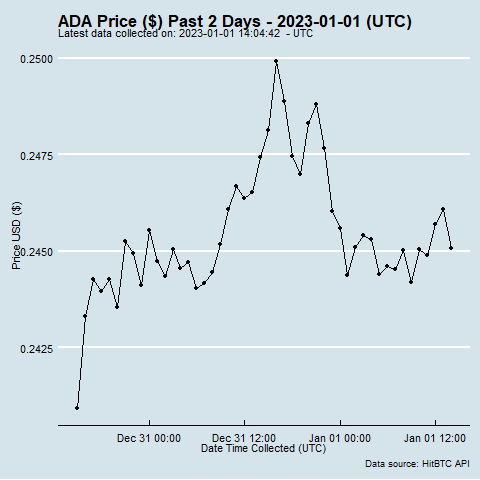 ADA Price ($) Past 2 Days - 2023-01-01 (UTC)
Latest data collected on: 2023-01-01 14:04:42 - UTC
0.2500
0.2475
0.2450
0.2425
Price USD ($)
Dec 31 00:00 Dec 31 12:00 Jan 01 00:00 Jan 01 12:00
Date Time Collected (UTC)
Data source: HitBTC API